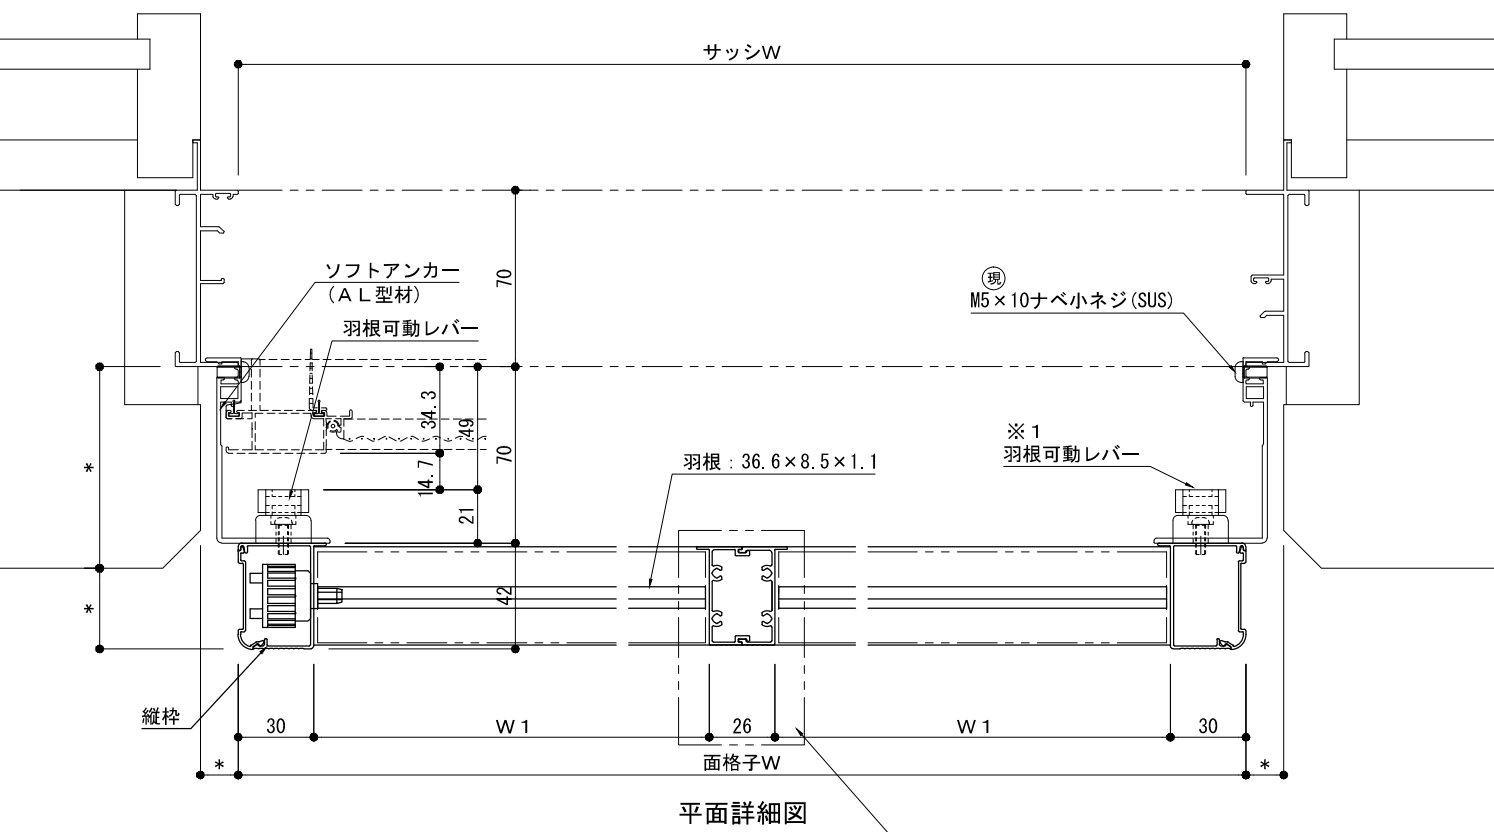 サッシW
70
ソフトアンカー
(AL型材)
羽根可動レバー
現
M5×10ナベ小ネジ(SUS)
34.3
49
70
14.7
21
※1
羽根可動レバー
羽根:36.6×8.5×1.1
*
*
42
縦枠
30
W1
26
W1
30
*
面格子W
*
平面詳細図